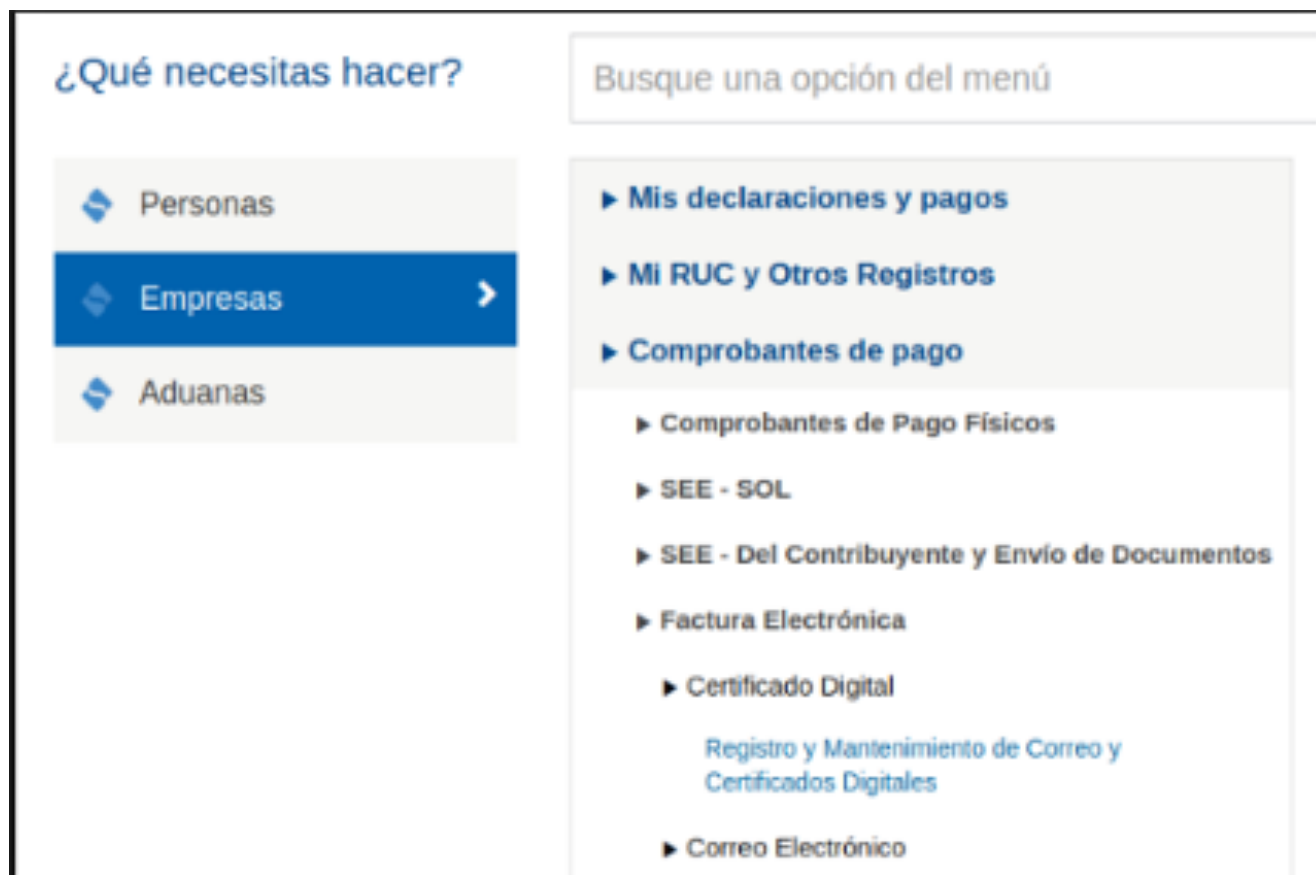 ¿Qué necesitas hacer?
Busque una opción del menú
Personas
Empresas
Aduanas
Mis declaraciones y pagos
Mi RUC y Otros Registros
Comprobantes de pago
Comprobantes de Pago Físicos
SEE - SOL
SEE - Del Contribuyente y Envío de Documentos
Factura Electrónica
Certificado Digital
Registro y Mantenimiento de Correo y
Certificados Digitales
Correo Electrónico